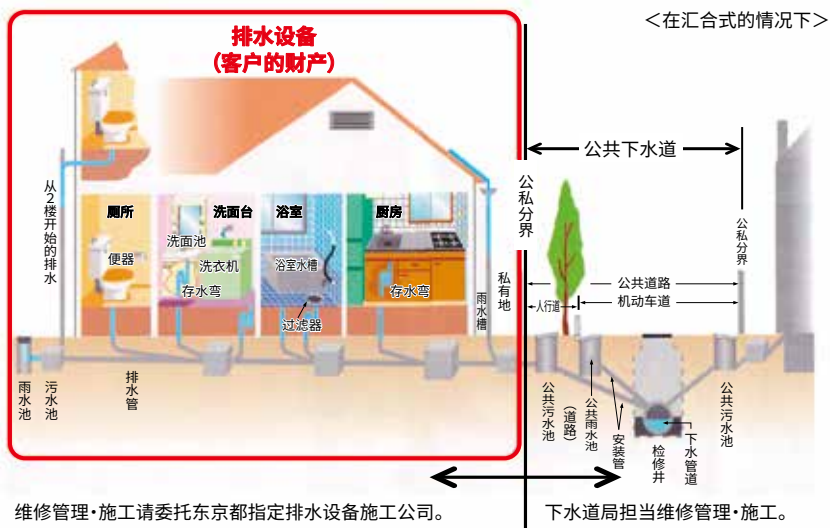 ＜在汇合式的情况下＞
排水设备
（客户的财产）
公共下水道
公私分界
公私分界
从2楼开始的排水
厕所
便器
洗面台
洗面池
洗衣机
存水弯
浴室
浴室水槽
过滤器
厨房
存水弯
雨水槽
私有地
公共道路
人行道
机动车道
雨水池
污水池
排水管
公共污水池
公共雨水池
（道路）
安装管
检修井
下水管道
公共污水池
维修管理·施工请委托东京都指定排水设备施工公司。
下水道局担当维修管理·施工。